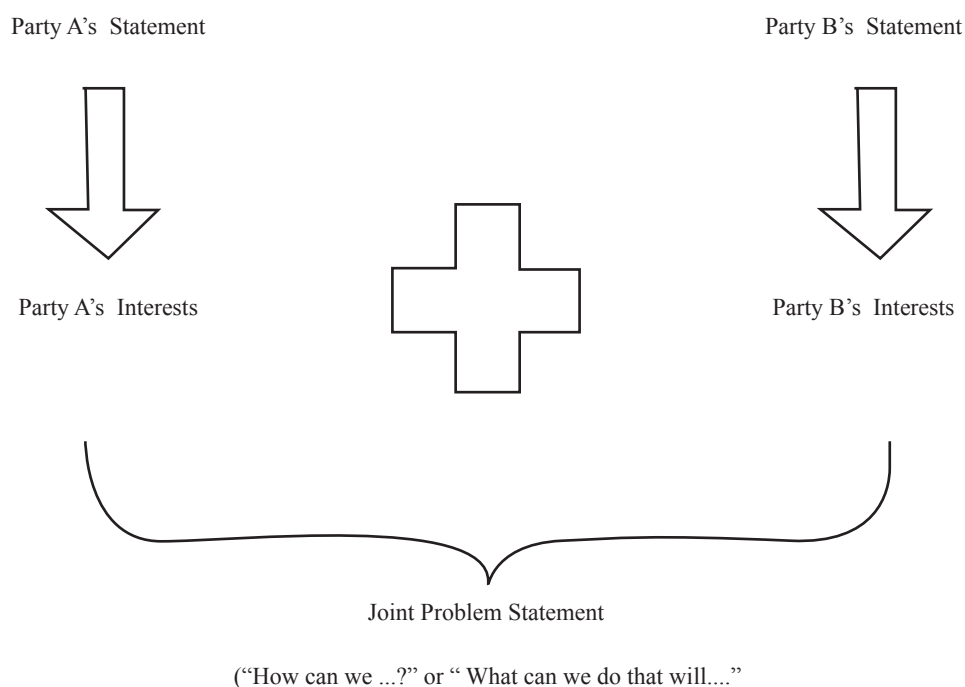 Party A’s Statement
Party B’s Statement
Party A’s Interests
Party B’s Interests
Joint Problem Statement
(“How can we ...?” or “ What can we do that will....”